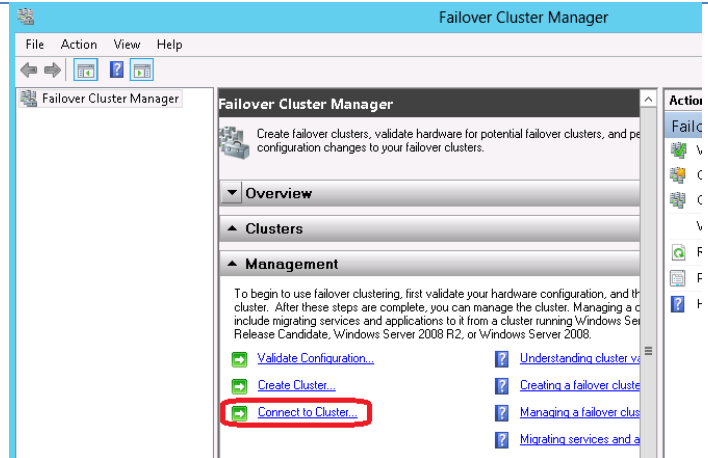 Failover Cluster Manager
File Action View Help
Failover Cluster Manager
Failover Cluster Manager
Create failover clusters, validate hardware for potential failover clusters, and pe
configuration changes to your failover clusters.
Overview
Clusters
Management
To begin to use failover clustering, first validate your hardware configuration, and th
cluster. After these steps are complete, you can manage the cluster. Managing a c
include migrating services and applications to it from a cluster running Windows Ser
Release Candidate, Windows Server 2008 R2, or Windows Server 2008.
Validate Configuration...
Understanding cluster va
Create Cluster...
Creating a failover cluste
Connect to Cluster...
Managing a failover clus
Migrating services and a
Action
Failo
V
C
C
V
R
P
H